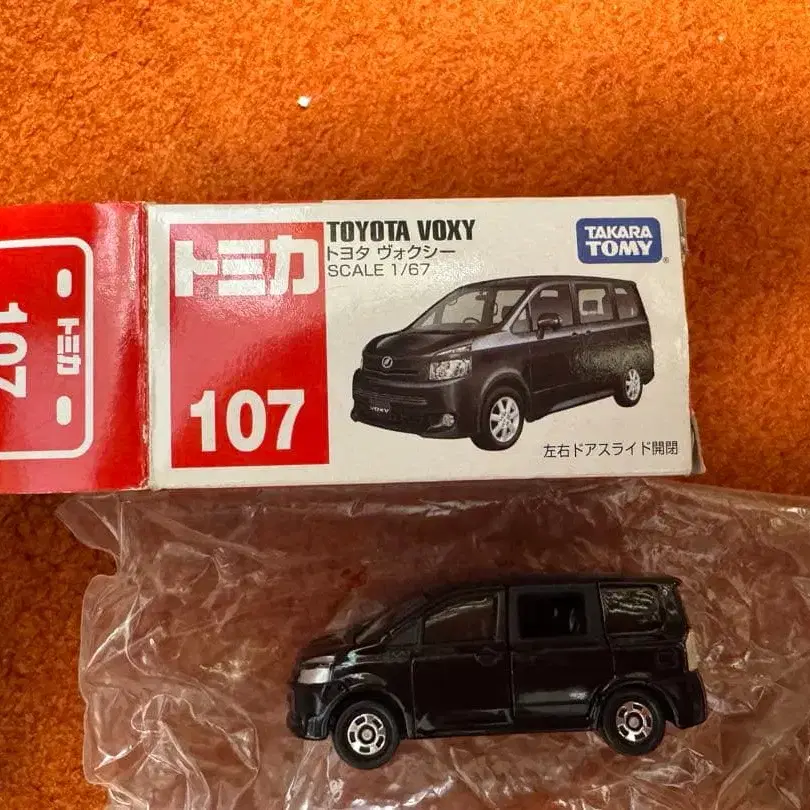 107
トミカ
トミカ
107
TOYOTA VOXY
トヨタ ヴォクシー
SCALE 1/67
TAKARA
TOMY
®
VOXY
左右ドアスライド開閉